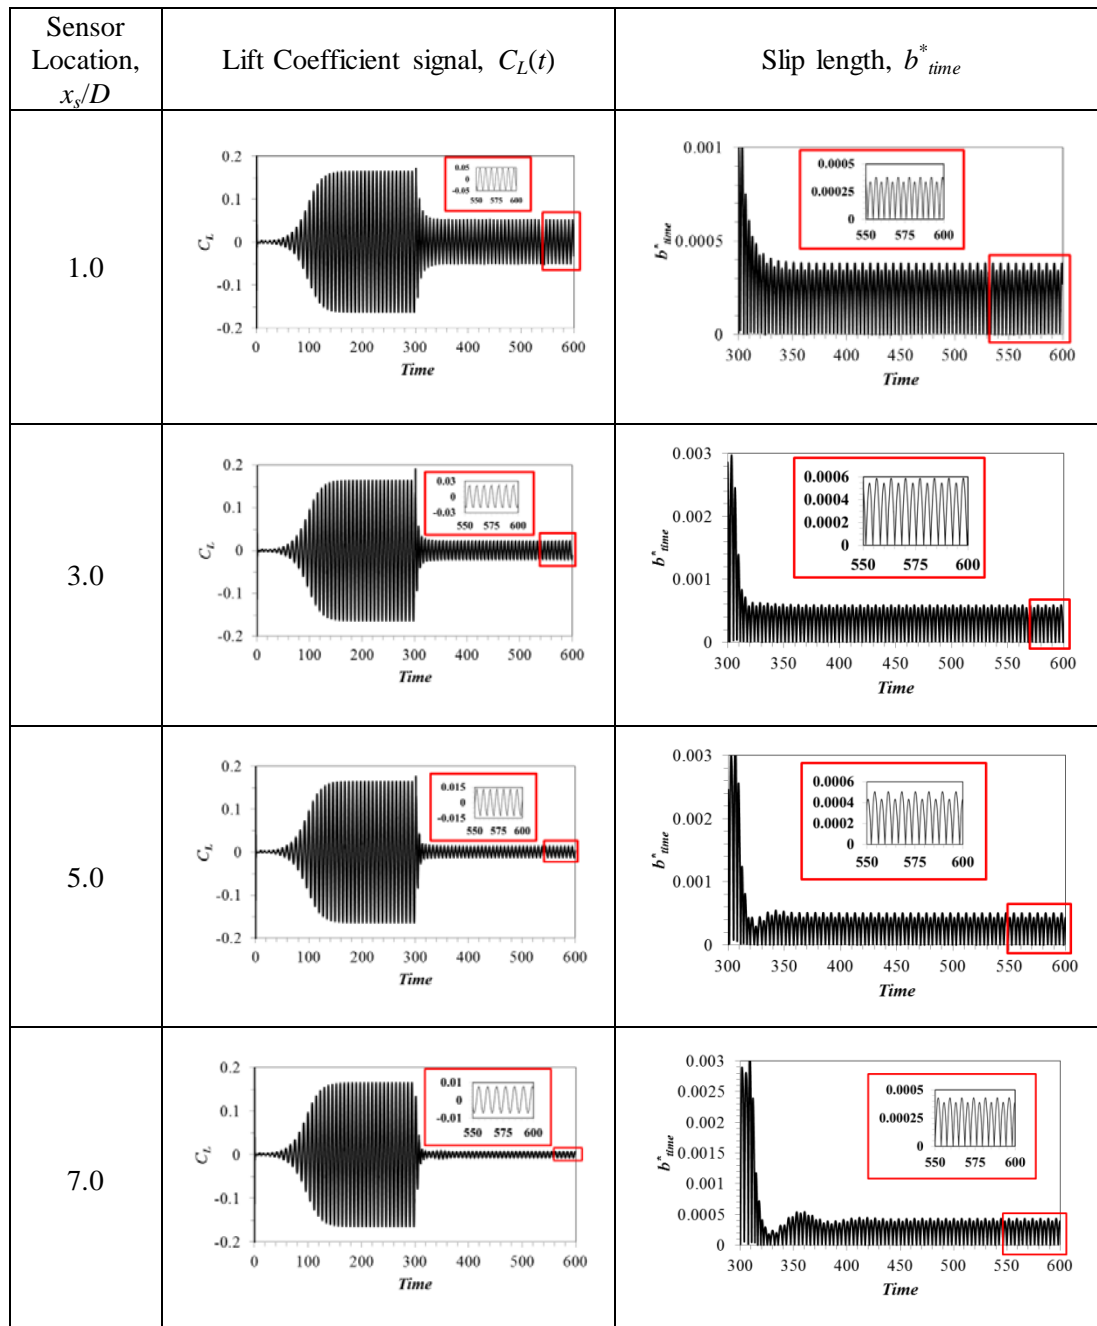 Sensor
Location,
x_s/D
Lift Coefficient signal, C_L(t)
Slip length, b*_time
1.0
0.2
0.1
0
-0.1
-0.2
C_L
0 100 200 300 400 500 600
Time
0.05
0
-0.05
550 575 600
0.001
0.0005
0
b*_time
300 350 400 450 500 550 600
Time
0.0005
0.00025
0
550 575 600
3.0
0.2
0.1
0
-0.1
-0.2
C_L
0 100 200 300 400 500 600
Time
0.03
0
-0.03
550 575 600
0.003
0.002
0.001
0
b*_time
300 350 400 450 500 550 600
Time
0.0006
0.0004
0.0002
0
550 575 600
5.0
0.2
0.1
0
-0.1
-0.2
C_L
0 100 200 300 400 500 600
Time
0.015
0
-0.015
550 575 600
0.003
0.002
0.001
0
b*_time
300 350 400 450 500 550 600
Time
0.0006
0.0004
0.0002
0
550 575 600
7.0
0.2
0.1
0
-0.1
-0.2
C_L
0 100 200 300 400 500 600
Time
0.01
0
-0.01
550 575 600
0.003
0.0025
0.002
0.0015
0.001
0.0005
0
b*_time
300 350 400 450 500 550 600
Time
0.0005
0.00025
0
550 575 600